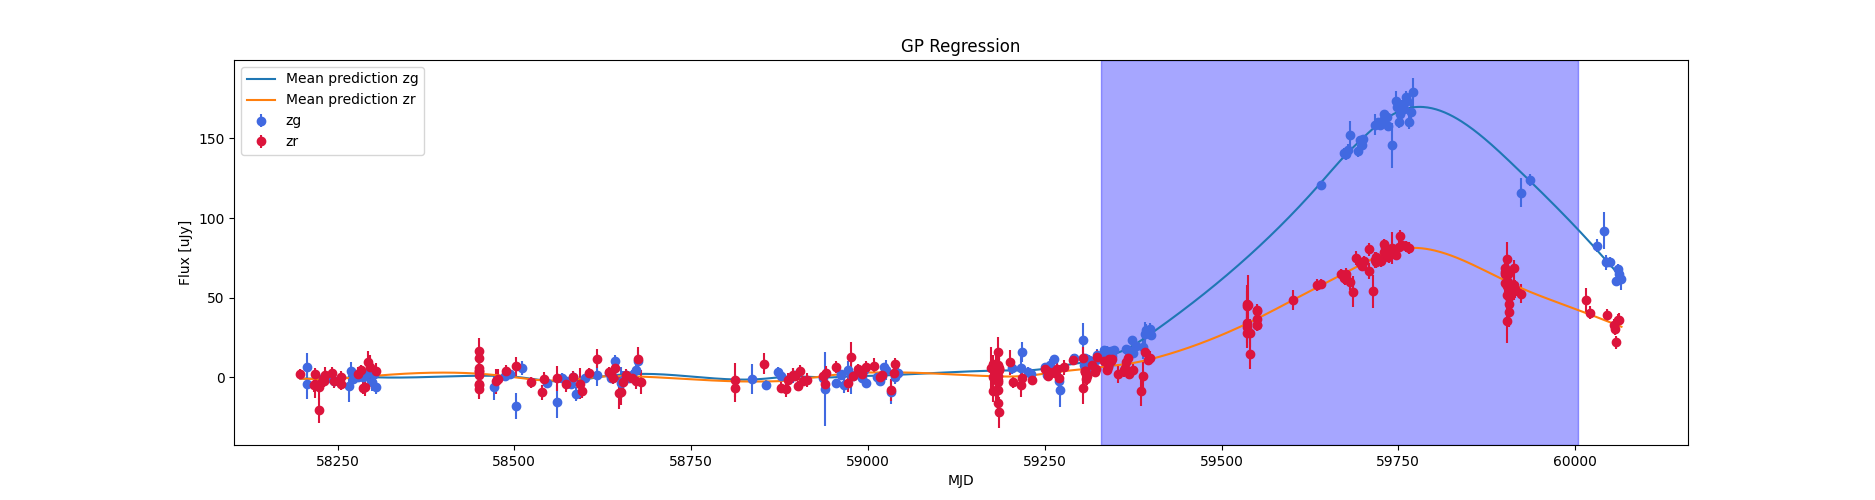 GP Regression
Mean prediction zg
Mean prediction zr
zg
zr
Flux [uJy]
150
100
50
0
58250 58500 58750 59000 59250 59500 59750 60000
MJD